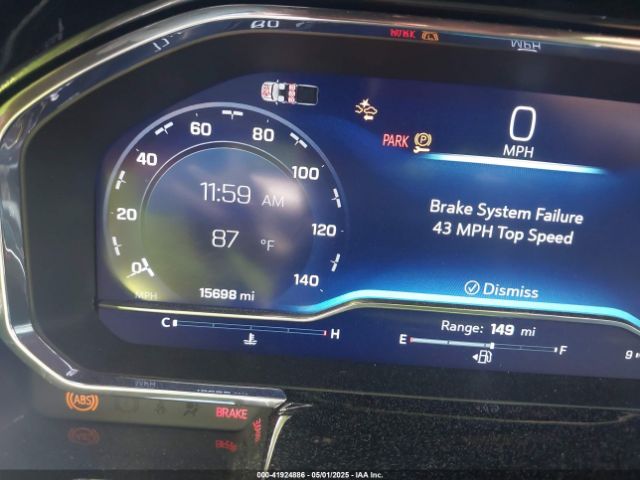 0
MPH
PARK P
60
80
40
100
20
120
0
140
11:59 AM
87 °F
MPH
15698 mi
Brake System Failure
43 MPH Top Speed
Dismiss
C H
Range: 149 mi
E F
ABS
BRAKE
000-41924886 - 05/01/2025 - IAA Inc.